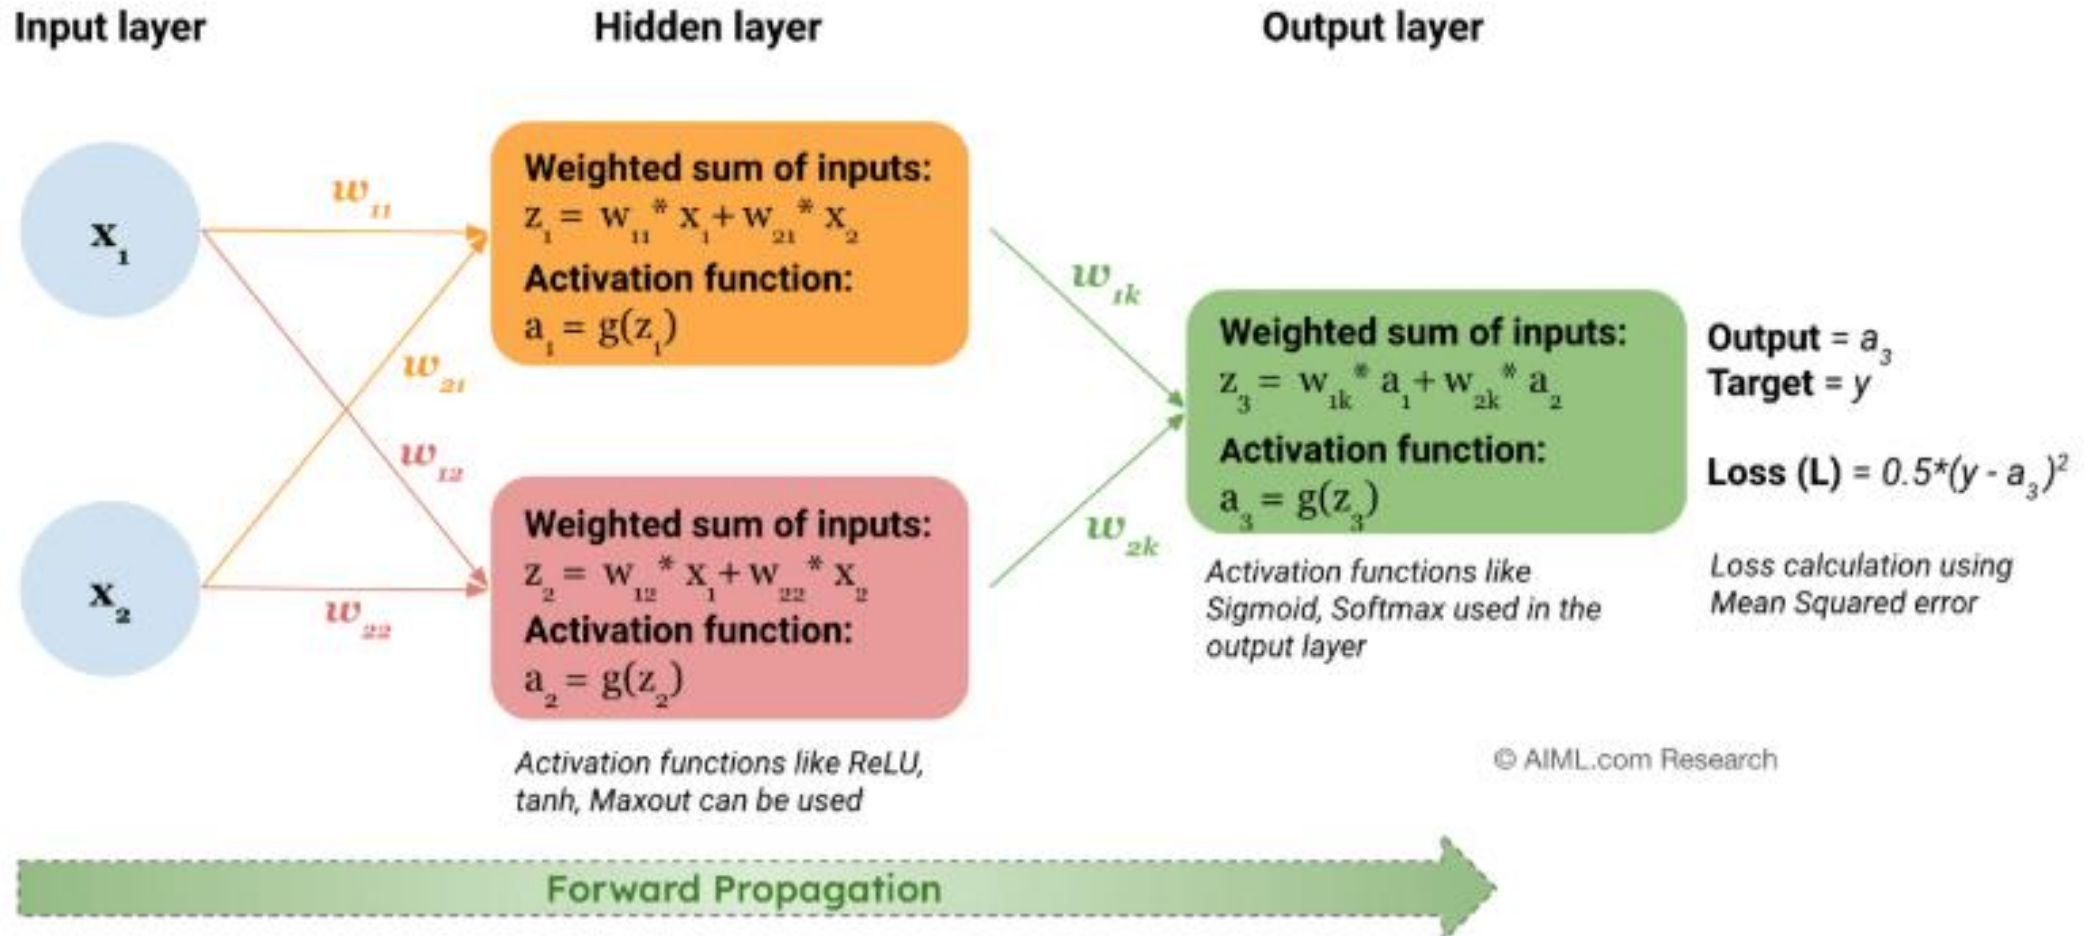 Input layer
Hidden layer
Output layer
x₁
x₂
w₁₁
w₂₁
w₁₂
w₂₂
Weighted sum of inputs:
z₁ = w₁₁* x₁+w₂₁* x₂
Activation function:
a₁ = g(z₁)
Weighted sum of inputs:
z₂ = w₁₂* x₁+w₂₂* x₂
Activation function:
a₂ = g(z₂)
Activation functions like ReLU,
tanh, Maxout can be used
w₁ₖ
w₂ₖ
Weighted sum of inputs:
z₃ = w₁ₖ* a₁+w₂ₖ* a₂
Activation function:
a₃ = g(z₃)
Activation functions like
Sigmoid, Softmax used in the
output layer
Output = a₃
Target = y
Loss (L) = 0.5*(y - a₃)²
Loss calculation using
Mean Squared error
© AIML.com Research
Forward Propagation